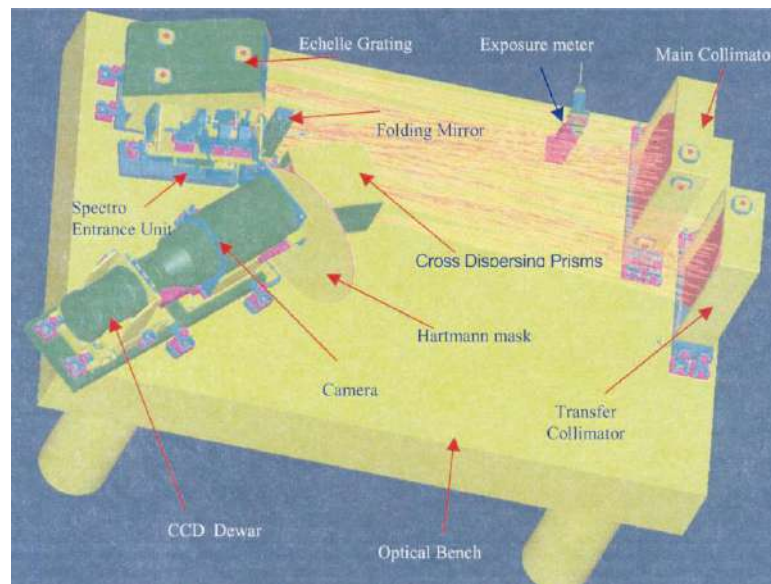 Echelle Grating
Exposure meter
Main Collimator
Folding Mirror
Spectro
Entrance Unit
Cross Dispersing Prisms
Hartmann mask
Camera
Transfer
Collimator
CCD Dewar
Optical Bench